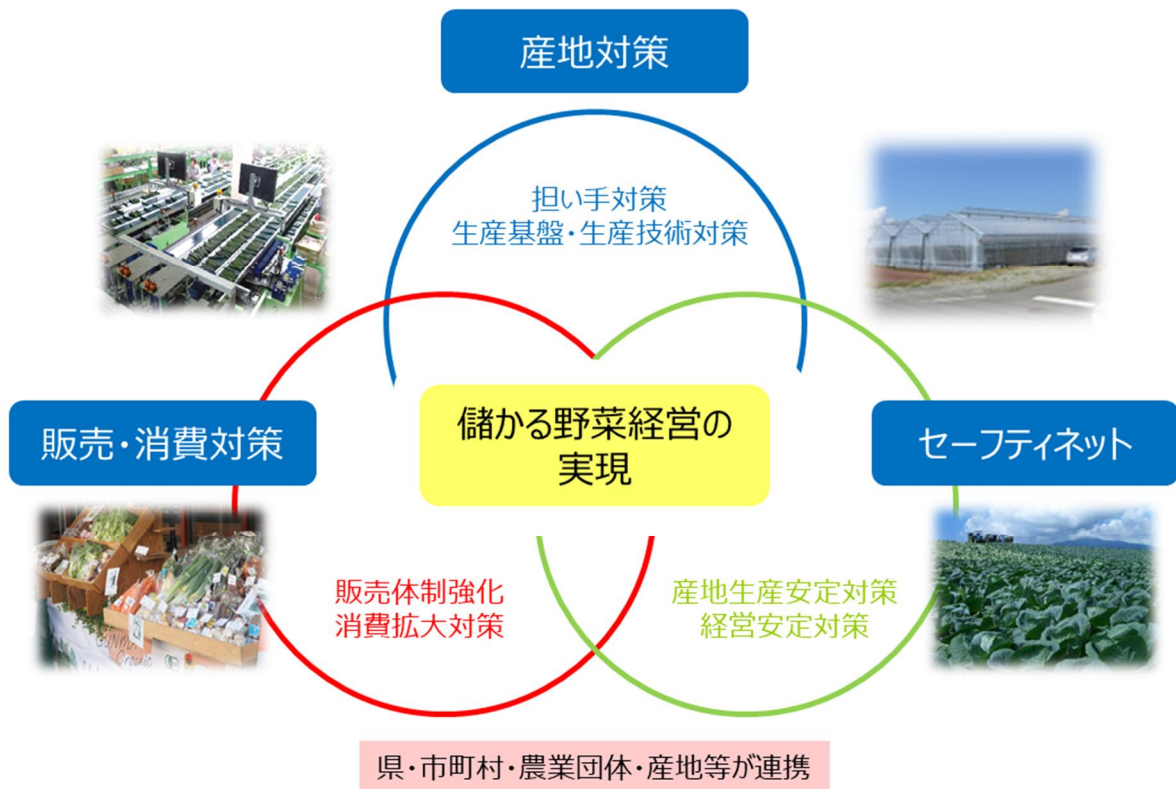 産地対策
担い手対策
生産基盤・生産技術対策
販売・消費対策
儲かる野菜経営の
実現
セーフティネット
販売体制強化
消費拡大対策
産地生産安定対策
経営安定対策
県・市町村・農業団体・産地等が連携